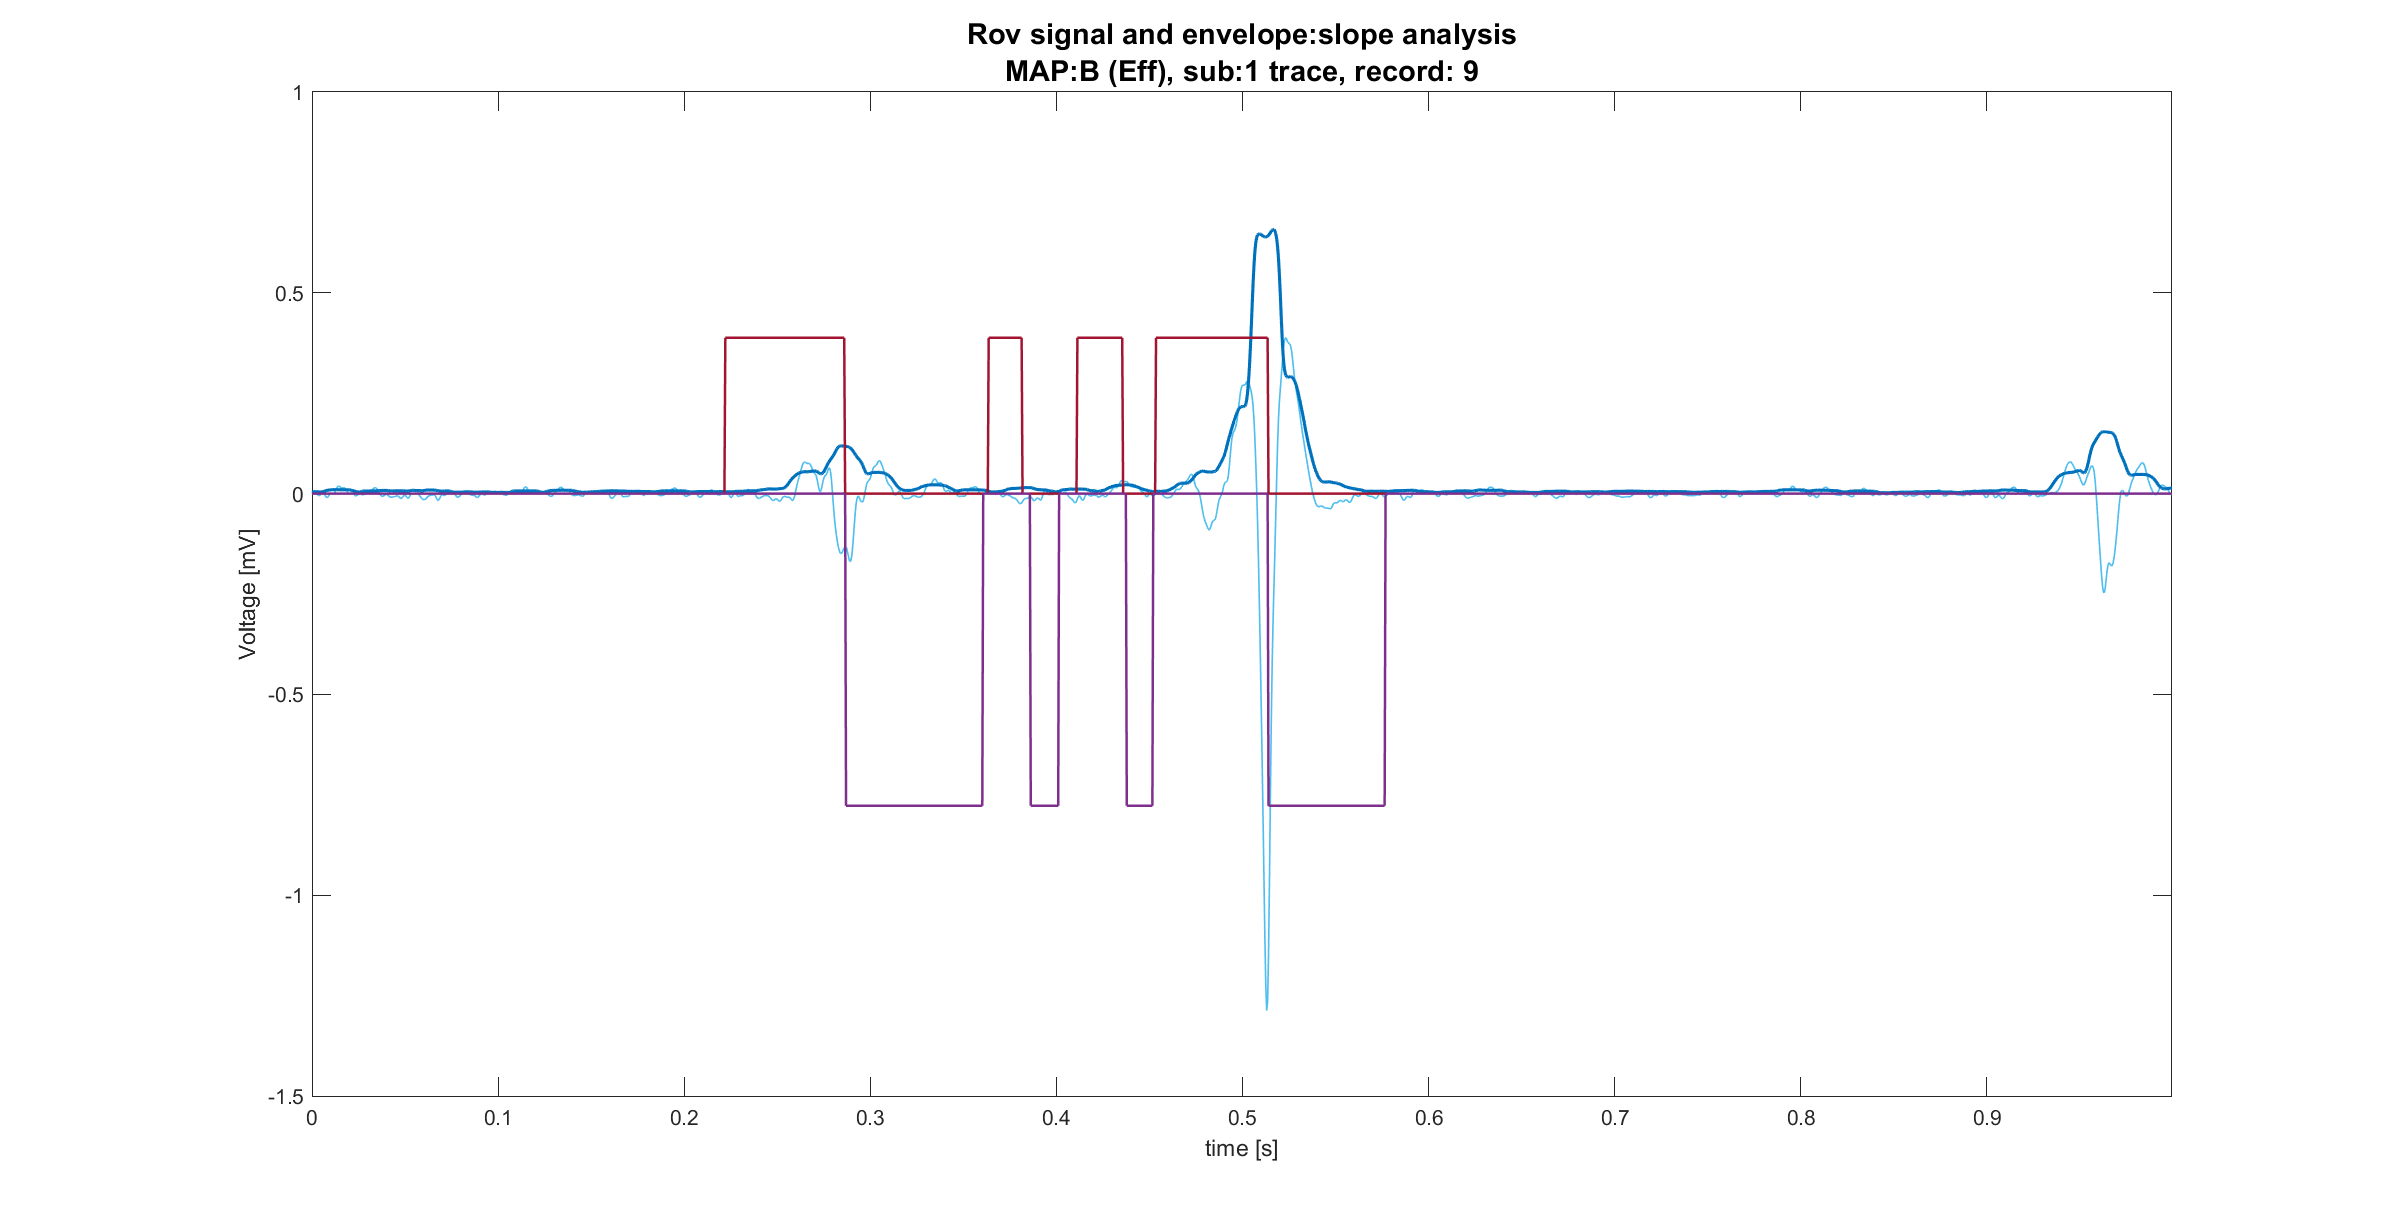 Rov signal and envelope:slope analysis
MAP:B (Eff), sub:1 trace, record: 9
1
0.5
0
-0.5
-1
-1.5
Voltage [mV]
0 0.1 0.2 0.3 0.4 0.5 0.6 0.7 0.8 0.9
time [s]